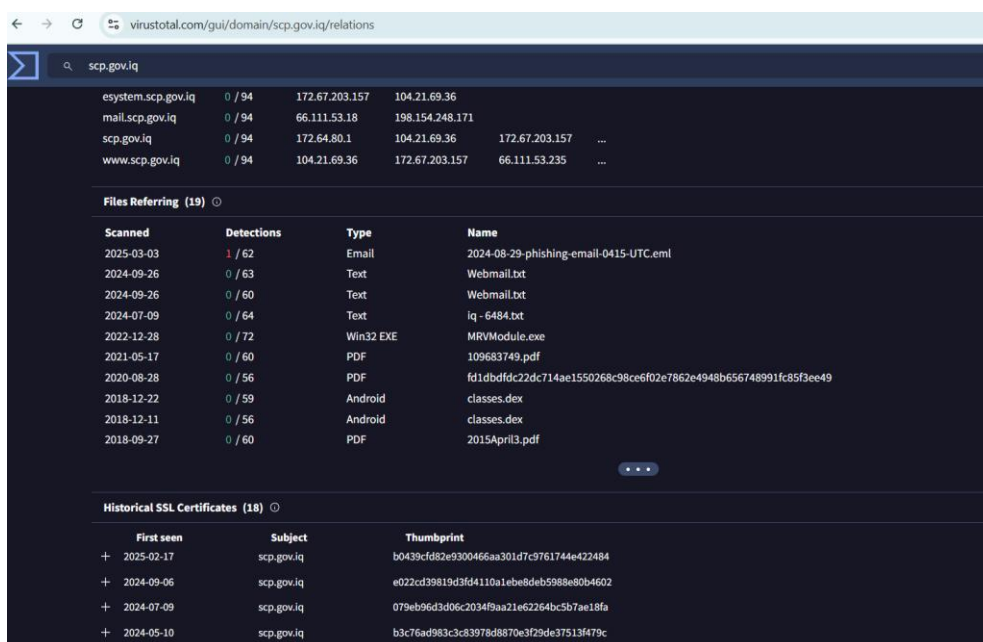 virustotal.com/gui/domain/scp.gov.iq/relations
scp.gov.iq
esystem.scp.gov.iq 0 / 94 172.67.203.157 104.21.69.36
mail.scp.gov.iq 0 / 94 66.111.53.18 198.154.248.171
scp.gov.iq 0 / 94 172.64.80.1 104.21.69.36 172.67.203.157 ...
www.scp.gov.iq 0 / 94 104.21.69.36 172.67.203.157 66.111.53.235 ...
Files Referring (19)
Scanned Detections Type Name
2025-03-03 1 / 62 Email 2024-08-29-phishing-email-0415-UTC.eml
2024-09-26 0 / 63 Text Webmail.txt
2024-09-26 0 / 60 Text Webmail.txt
2024-07-09 0 / 64 Text iq - 6484.txt
2022-12-28 0 / 72 Win32 EXE MRVModule.exe
2021-05-17 0 / 60 PDF 109683749.pdf
2020-08-28 0 / 56 PDF fd1dbdfdc22dc714ae1550268c98ce6f02e7862e4948b656748991fc85f3ee49
2018-12-22 0 / 59 Android classes.dex
2018-12-11 0 / 56 Android classes.dex
2018-09-27 0 / 60 PDF 2015April3.pdf
Historical SSL Certificates (18)
First seen Subject Thumbprint
2025-02-17 scp.gov.iq b0439cfd82e9300466aa301d7c9761744e422484
2024-09-06 scp.gov.iq e022cd39819d3fd4110a1ebe8deb5988e80b4602
2024-07-09 scp.gov.iq 079eb96d3d06c2034f9aa21e62264bc5b7ae18fa
2024-05-10 scp.gov.iq b3c76ad983c3c83978d8870e3f29de37513f479c